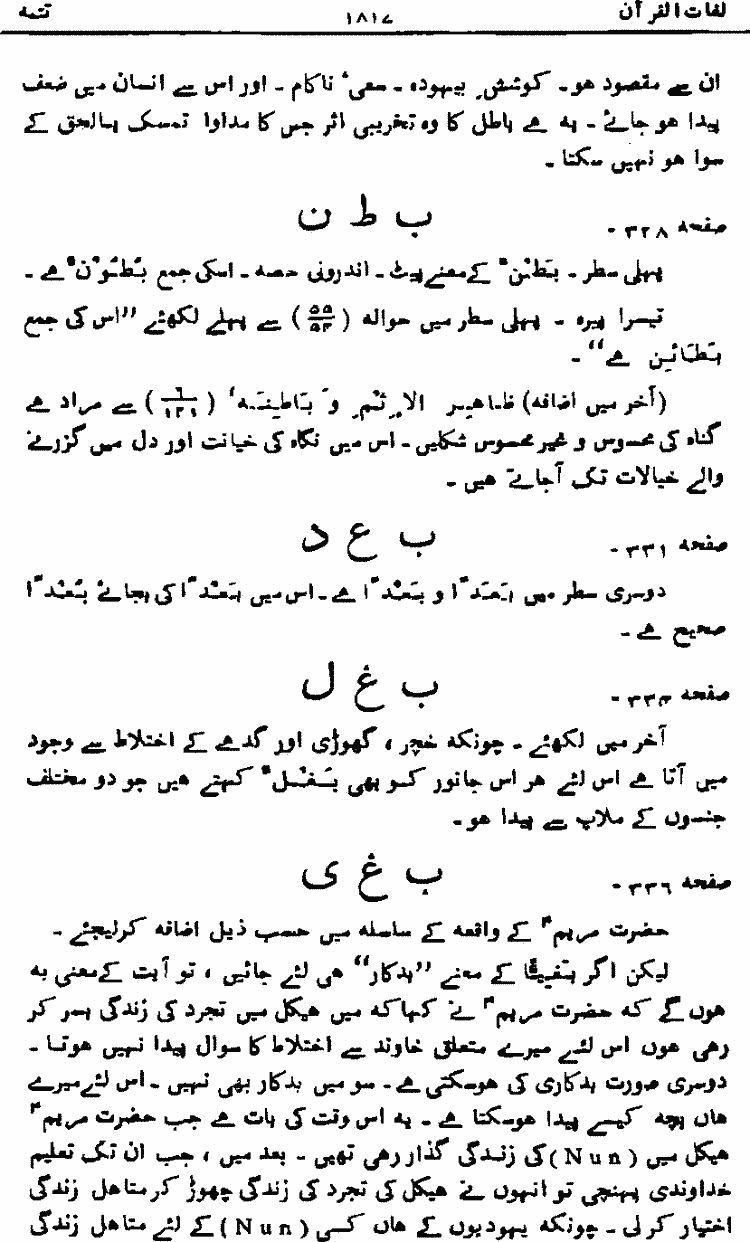 لغات القرآن ۱۸۱۷ تتمہ
ان سے مقصود ہو۔ کوشش بیہودہ ۔ سعیٔ ناکام ۔ اور اس سے انسان میں ضعف
پیدا ہو جائے ۔ یہ ہے باطل کا وہ تخریبی اثر جس کا مداوا تمسک بالحق کے
سوا ہو نہیں سکتا ۔
صفحہ ۳۲۸ ۔ ب ط ن
پہلی سطر ۔ بَطْنٌ کے معنے پیٹ ۔ اندرونی حصہ ۔ اسکی جمع بُطُوْنٌ ہے ۔
تیسرا پیرہ ۔ پہلی سطر میں حوالہ (۵۵/۵۴) سے پہلے لکھئے ’’اس کی جمع
بَطَائِن ہے‘‘ ۔
(آخر میں اضافہ) ظَاهِرَ الْاِثْمِ وَ بَاطِنَهٗ (۶/۱۲۱) سے مراد ہے
گناہ کی محسوس و غیر محسوس شکلیں ۔ اس میں نگاہ کی خیانت اور دل میں گزرنے
والے خیالات تک آجاتے ہیں ۔
صفحہ ۳۳۱ ۔ ب ع د
دوسری سطر میں بَعَدًا و بَعْدًا ہے ۔ اس میں بَعْدًا کی بجائے بُعْدًا
صحیح ہے ۔
صفحہ ۳۳۴ ۔ ب غ ل
آخر میں لکھئے ۔ چونکہ خچر ، گھوڑی اور گدھے کے اختلاط سے وجود
میں آتا ہے اس لئے ہر اس جانور کو بھی بَغْلٌ کہتے ہیں جو دو مختلف
جنسوں کے ملاپ سے پیدا ہو ۔
صفحہ ۳۳۶ ۔ ب غ ی
حضرت مریمؑ کے واقعہ کے سلسلہ میں حسب ذیل اضافہ کرلیجئے ۔
لیکن اگر بَغِيًّا کے معنے ’’بدکار‘‘ ہی لئے جائیں ، تو آیت کے معنی یہ
ہوں گے کہ حضرت مریمؑ نے کہا کہ میں ہیکل میں تجرد کی زندگی بسر کر
رہی ہوں اس لئے میرے متعلق خاوند سے اختلاط کا سوال پیدا نہیں ہوتا ۔
دوسری صورت بدکاری کی ہوسکتی ہے ۔ سو میں بدکار بھی نہیں ۔ اس لئے میرے
ہاں بچہ کیسے پیدا ہوسکتا ہے ۔ یہ اس وقت کی بات ہے جب حضرت مریمؑ
ہیکل میں (Nun) کی زندگی گذار رہی تھیں ۔ بعد میں ، جب ان تک تعلیم
خداوندی پہنچی تو انہوں نے ہیکل کی تجرد کی زندگی چھوڑ کر متاہل زندگی
اختیار کرلی ۔ چونکہ یہودیوں کے ہاں کسی (Nun) کے لئے متاہل زندگی